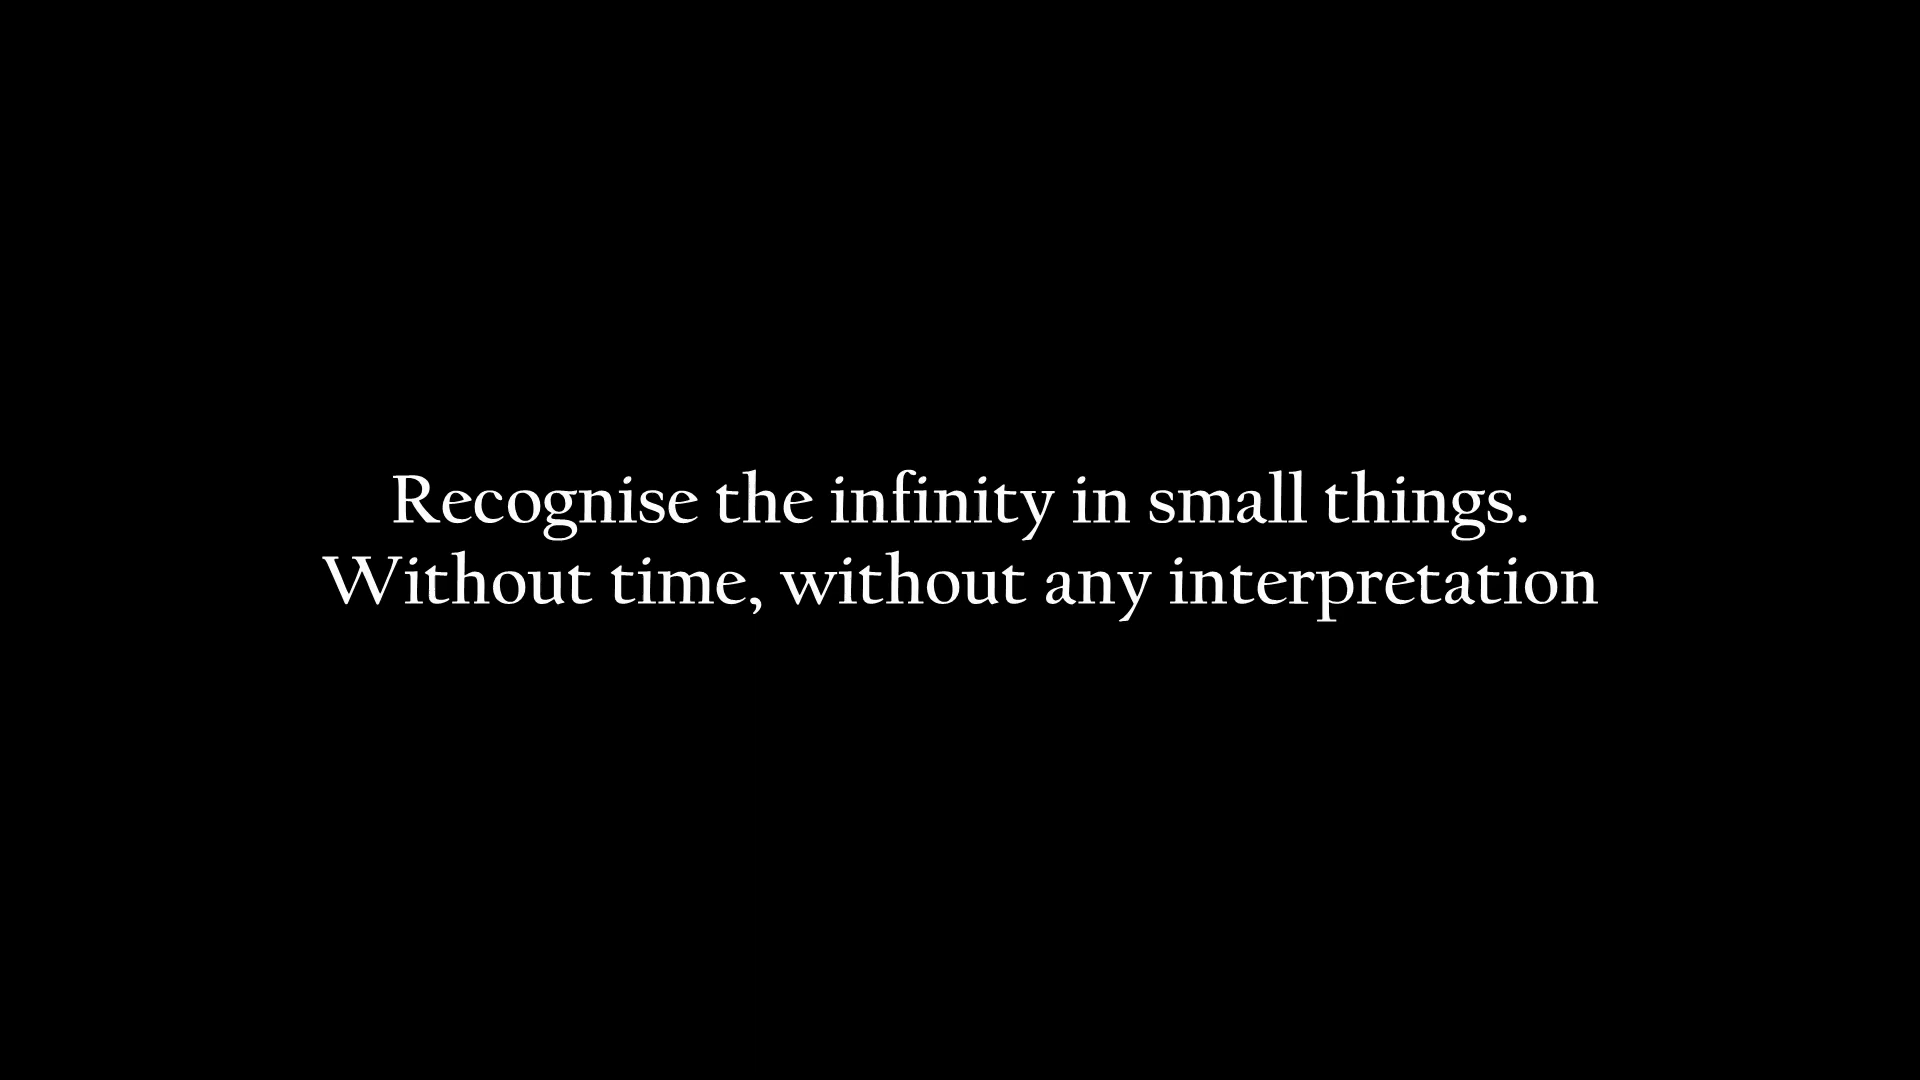 Recognise the infinity in small things.
Without time, without any interpretation